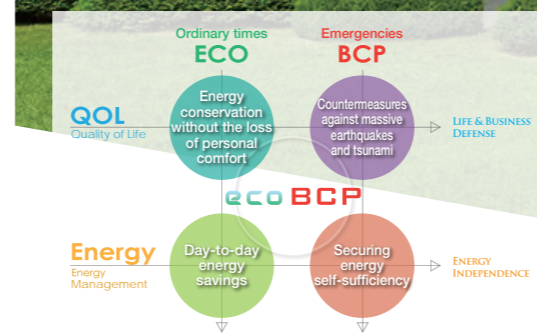 Ordinary times
ECO
Emergencies
BCP
QOL
Quality of Life
Energy
conservation
without the loss
of personal
comfort
Countermeasures
against massive
earthquakes
and tsunami
LIFE & BUSINESS
DEFENSE
eco BCP
Energy
Energy
Management
Day-to-day
energy
savings
Securing
energy
self-sufficiency
ENERGY
INDEPENDENCE